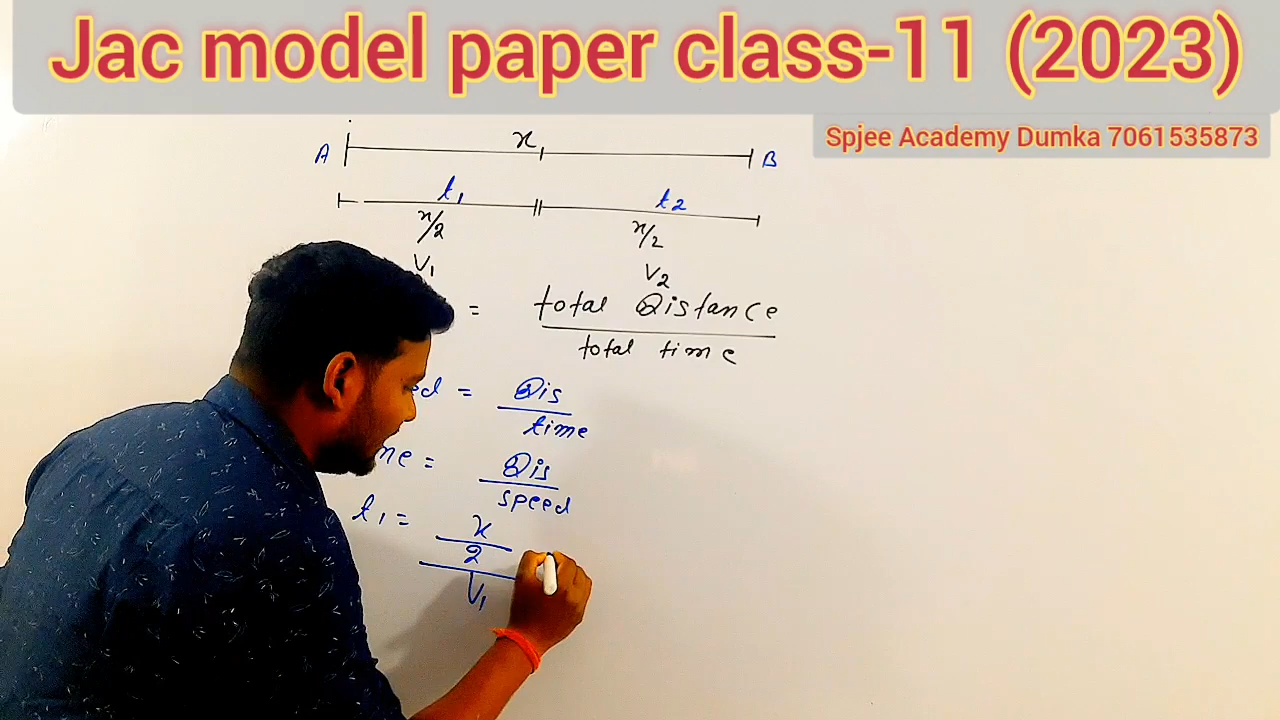 Jac model paper class-11 (2023)
Spjee Academy Dumka 7061535873
A x B
t1 t2
x/2 x/2
V1 V2
= total Distance
total time
= Dis
time
= Dis
speed
t1 = x
2
V1